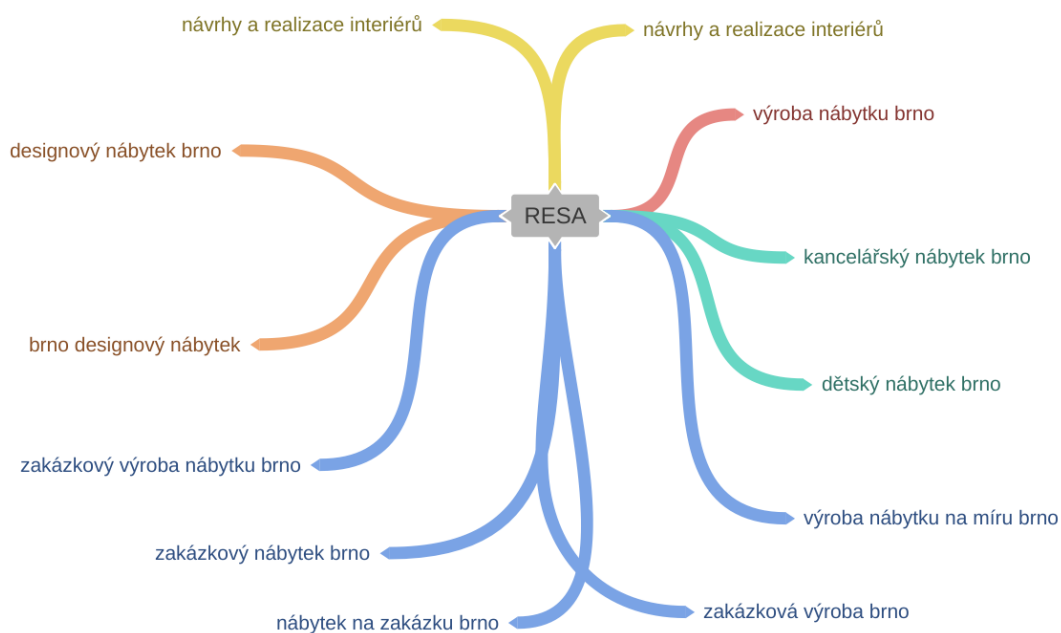 návrhy a realizace interiérů
návrhy a realizace interiérů
výroba nábytku brno
designový nábytek brno
RESA
kancelářský nábytek brno
brno designový nábytek
dětský nábytek brno
zakázkový výroba nábytku brno
výroba nábytku na míru brno
zakázkový nábytek brno
zakázková výroba brno
nábytek na zakázku brno